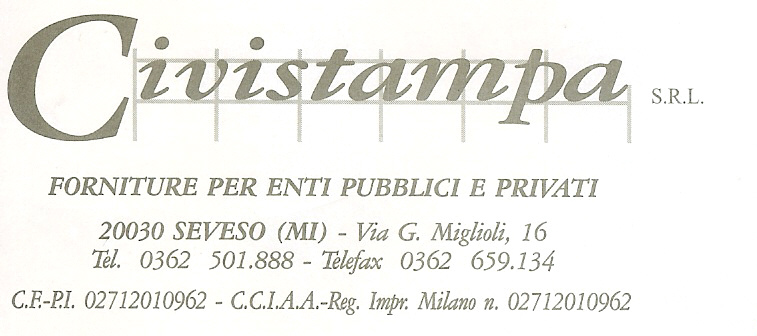 Civistampa S.R.L.
FORNITURE PER ENTI PUBBLICI E PRIVATI
20030 SEVESO (MI) - Via G. Miglioli, 16
Tel. 0362 501.888 - Telefax 0362 659.134
C.F.-P.I. 02712010962 - C.C.I.A.A.-Reg. Impr. Milano n. 02712010962